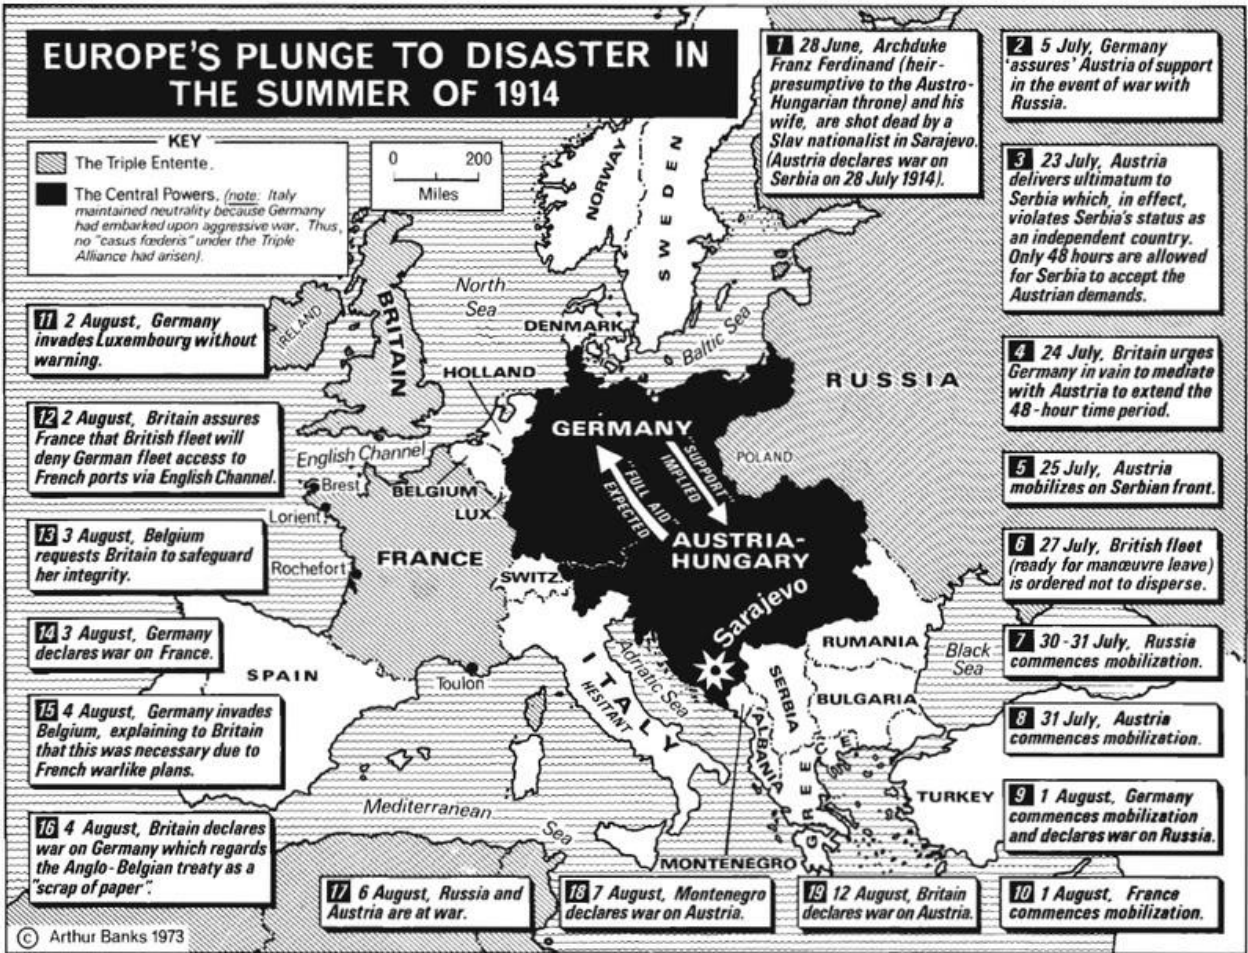 EUROPE'S PLUNGE TO DISASTER IN
THE SUMMER OF 1914
KEY
The Triple Entente.
The Central Powers. (note: Italy
maintained neutrality because Germany
had embarked upon aggressive war. Thus,
no "casus fœderis" under the Triple
Alliance had arisen).
0 200
Miles
1 28 June, Archduke
Franz Ferdinand (heir-
presumptive to the Austro-
Hungarian throne) and his
wife, are shot dead by a
Slav nationalist in Sarajevo.
(Austria declares war on
Serbia on 28 July 1914).
2 5 July, Germany
'assures' Austria of support
in the event of war with
Russia.
3 23 July, Austria
delivers ultimatum to
Serbia which, in effect,
violates Serbia's status as
an independent country.
Only 48 hours are allowed
for Serbia to accept the
Austrian demands.
4 24 July, Britain urges
Germany in vain to mediate
with Austria to extend the
48-hour time period.
5 25 July, Austria
mobilizes on Serbian front.
6 27 July, British fleet
(ready for manœuvre leave)
is ordered not to disperse.
7 30-31 July, Russia
commences mobilization.
8 31 July, Austria
commences mobilization.
9 1 August, Germany
commences mobilization
and declares war on Russia.
10 1 August, France
commences mobilization.
11 2 August, Germany
invades Luxembourg without
warning.
12 2 August, Britain assures
France that British fleet will
deny German fleet access to
French ports via English Channel.
13 3 August, Belgium
requests Britain to safeguard
her integrity.
14 3 August, Germany
declares war on France.
15 4 August, Germany invades
Belgium, explaining to Britain
that this was necessary due to
French warlike plans.
16 4 August, Britain declares
war on Germany which regards
the Anglo-Belgian treaty as a
"scrap of paper".
17 6 August, Russia and
Austria are at war.
18 7 August, Montenegro
declares war on Austria.
19 12 August, Britain
declares war on Austria.
NORWAY
SWEDEN
North
Sea
DENMARK
Baltic Sea
IRELAND
BRITAIN
HOLLAND
RUSSIA
GERMANY
POLAND
"SUPPORT"
IMPLIED
"FULL AID"
EXPECTED
English Channel
BELGIUM
LUX.
Brest
Lorient
Rochefort
FRANCE
SWITZ.
AUSTRIA-
HUNGARY
Sarajevo
RUMANIA
Black
Sea
SPAIN
Toulon
ITALY
HESITANT
Adriatic Sea
SERBIA
BULGARIA
ALBANIA
GREECE
TURKEY
Mediterranean
Sea
MONTENEGRO
© Arthur Banks 1973